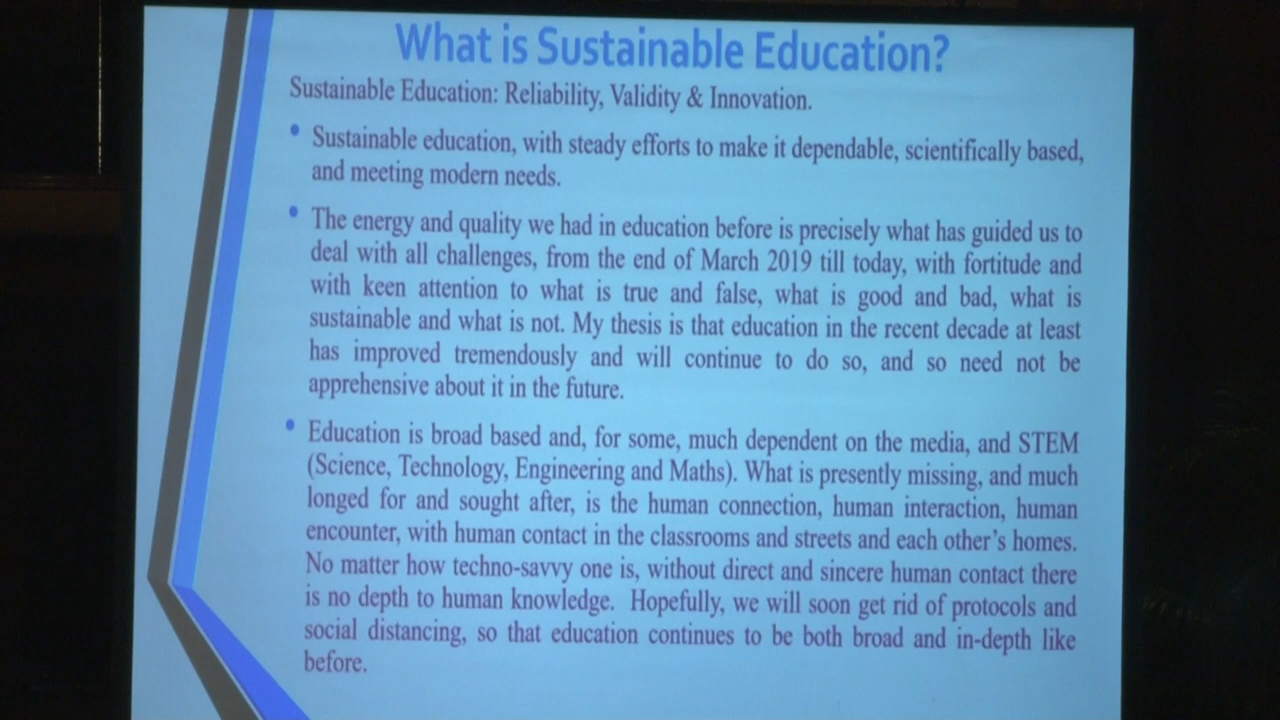 What is Sustainable Education?
Sustainable Education: Reliability, Validity & Innovation.
• Sustainable education, with steady efforts to make it dependable, scientifically based,
and meeting modern needs.
• The energy and quality we had in education before is precisely what has guided us to
deal with all challenges, from the end of March 2019 till today, with fortitude and
with keen attention to what is true and false, what is good and bad, what is
sustainable and what is not. My thesis is that education in the recent decade at least
has improved tremendously and will continue to do so, and so need not be
apprehensive about it in the future.
• Education is broad based and, for some, much dependent on the media, and STEM
(Science, Technology, Engineering and Maths). What is presently missing, and much
longed for and sought after, is the human connection, human interaction, human
encounter, with human contact in the classrooms and streets and each other's homes.
No matter how techno-savvy one is, without direct and sincere human contact there
is no depth to human knowledge. Hopefully, we will soon get rid of protocols and
social distancing, so that education continues to be both broad and in-depth like
before.